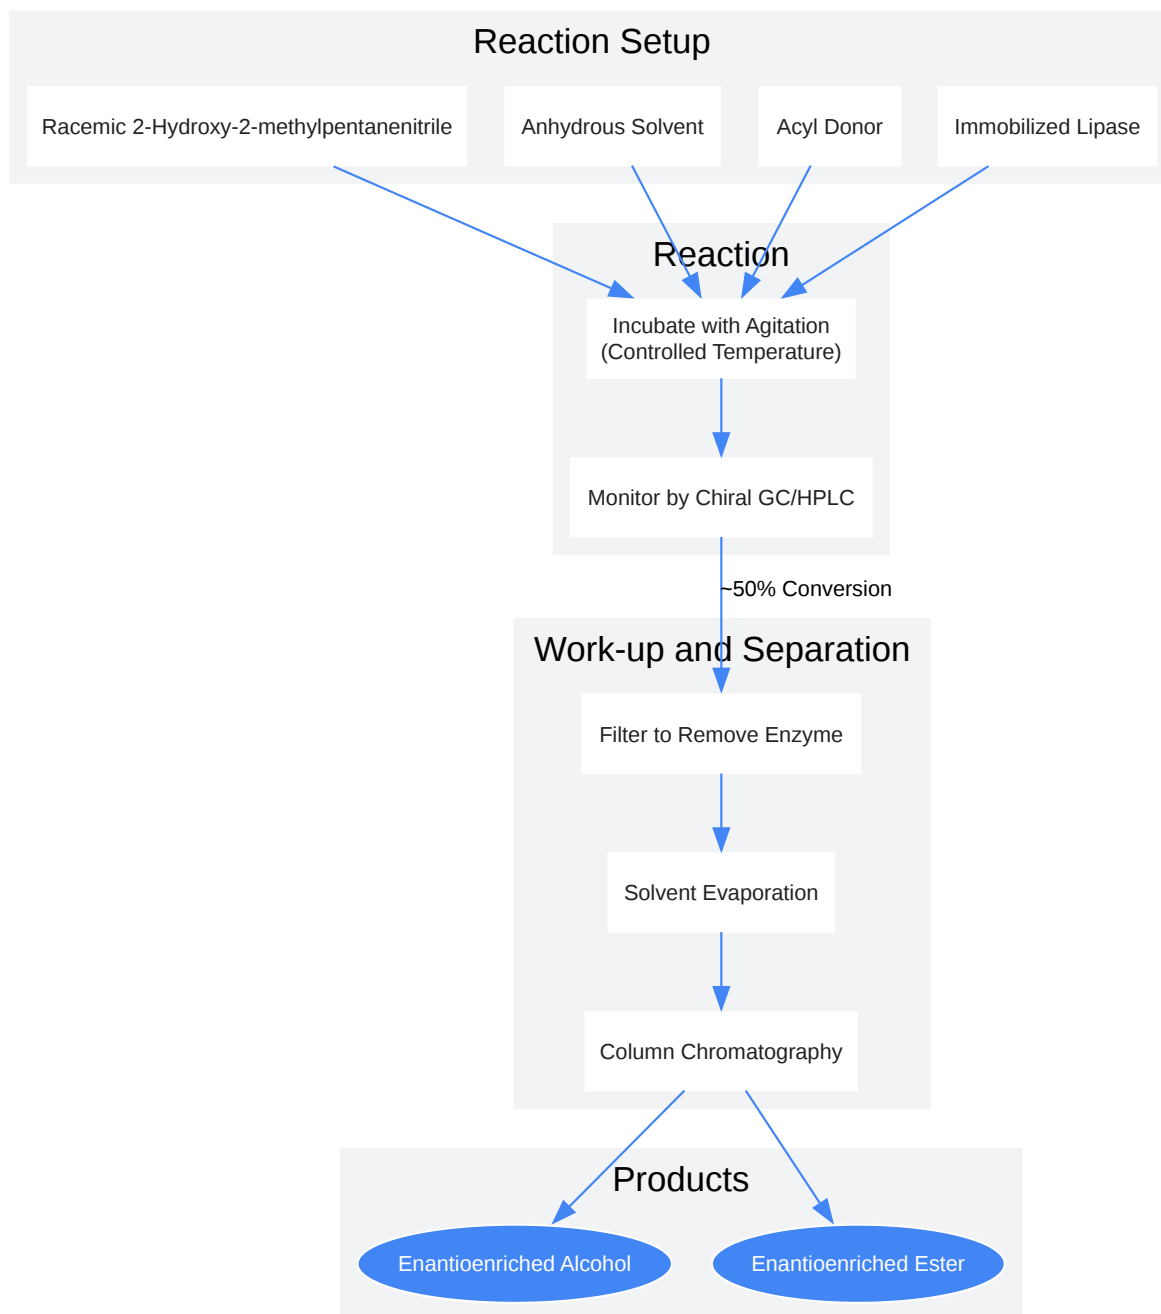 Reaction Setup
Racemic 2-Hydroxy-2-methylpentanenitrile
Anhydrous Solvent
Acyl Donor
Immobilized Lipase
Reaction
Incubate with Agitation
(Controlled Temperature)
Monitor by Chiral GC/HPLC
~50% Conversion
Work-up and Separation
Filter to Remove Enzyme
Solvent Evaporation
Column Chromatography
Products
Enantioenriched Alcohol
Enantioenriched Ester